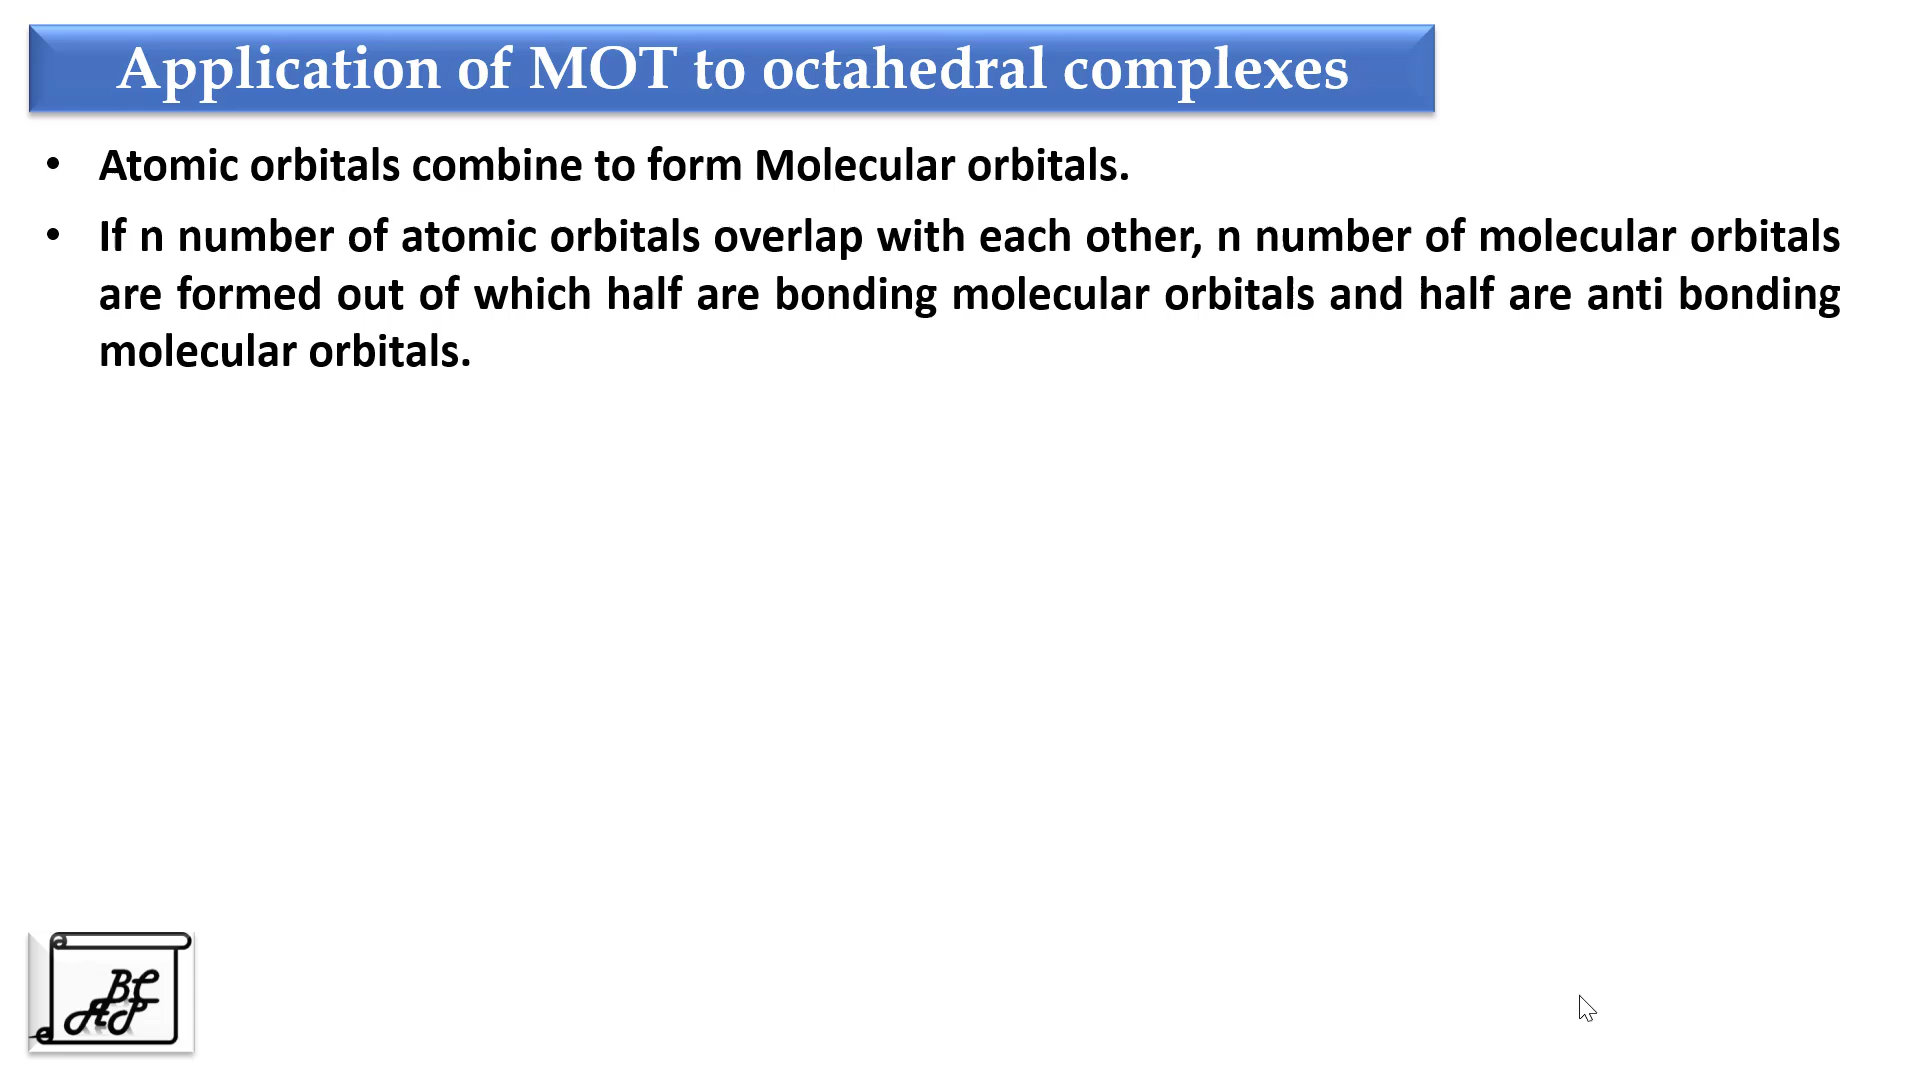 Application of MOT to octahedral complexes
• Atomic orbitals combine to form Molecular orbitals.
• If n number of atomic orbitals overlap with each other, n number of molecular orbitals
are formed out of which half are bonding molecular orbitals and half are anti bonding
molecular orbitals.
BC
AP